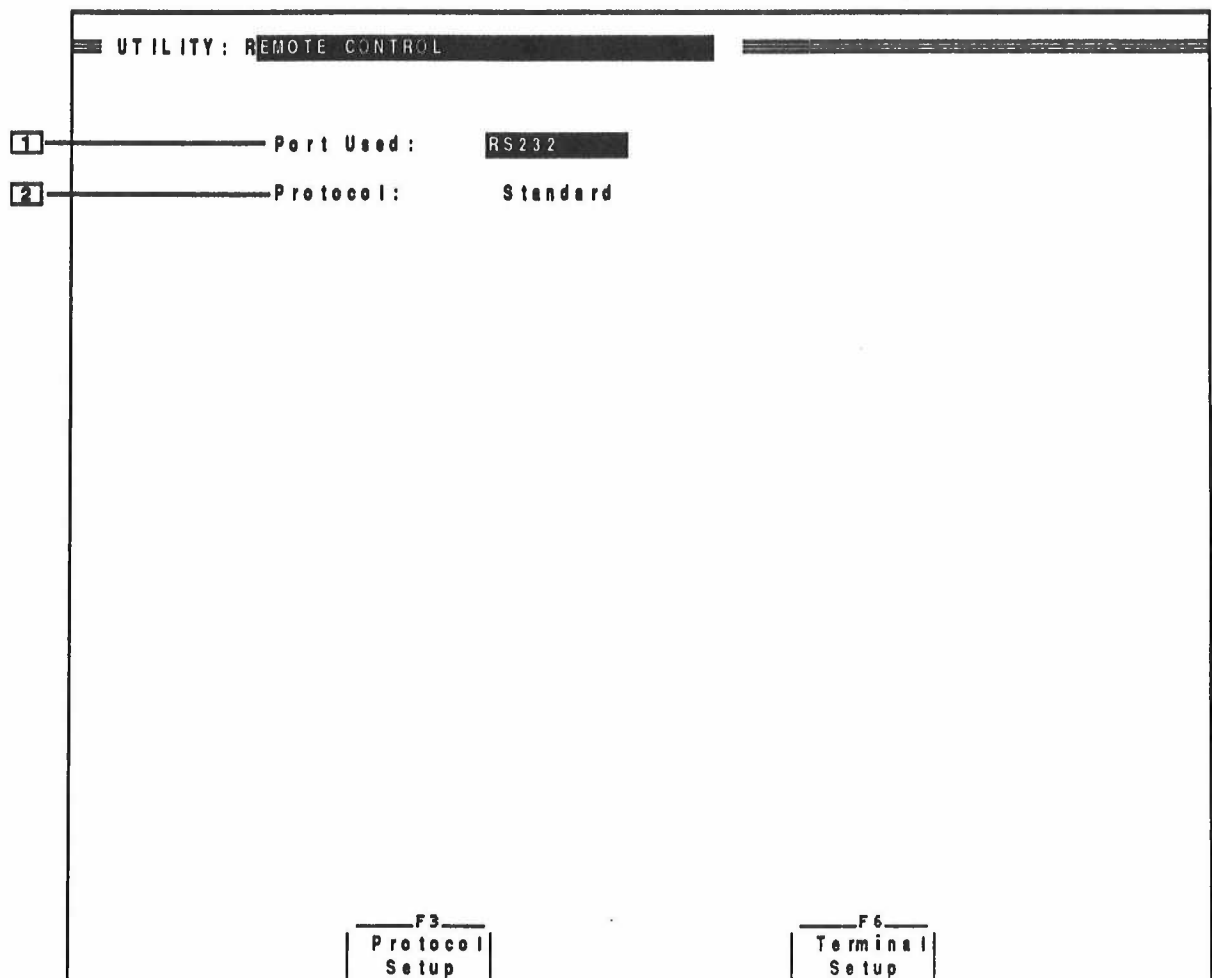 UTILITY: REMOTE CONTROL
1 Port Used: RS232
2 Protocol: Standard
F3 F6
Protocol Terminal
Setup Setup